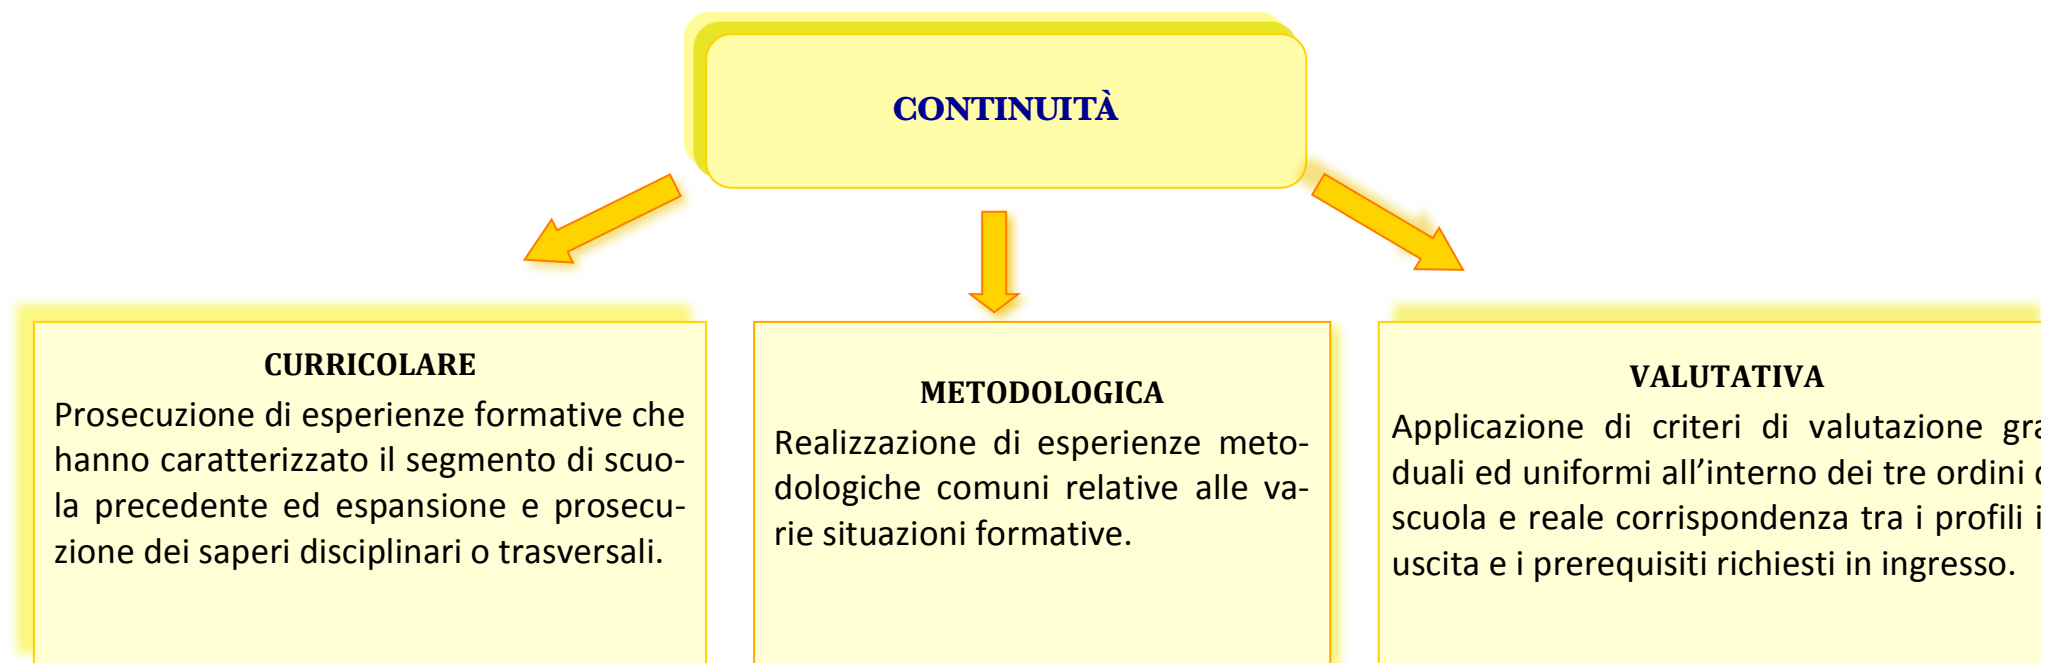 CONTINUITÀ
CURRICOLARE
Prosecuzione di esperienze formative che
hanno caratterizzato il segmento di scuo-
la precedente ed espansione e prosecu-
zione dei saperi disciplinari o trasversali.
METODOLOGICA
Realizzazione di esperienze meto-
dologiche comuni relative alle va-
rie situazioni formative.
VALUTATIVA
Applicazione di criteri di valutazione gra
duali ed uniformi all’interno dei tre ordini
scuola e reale corrispondenza tra i profili i
uscita e i prerequisiti richiesti in ingresso.